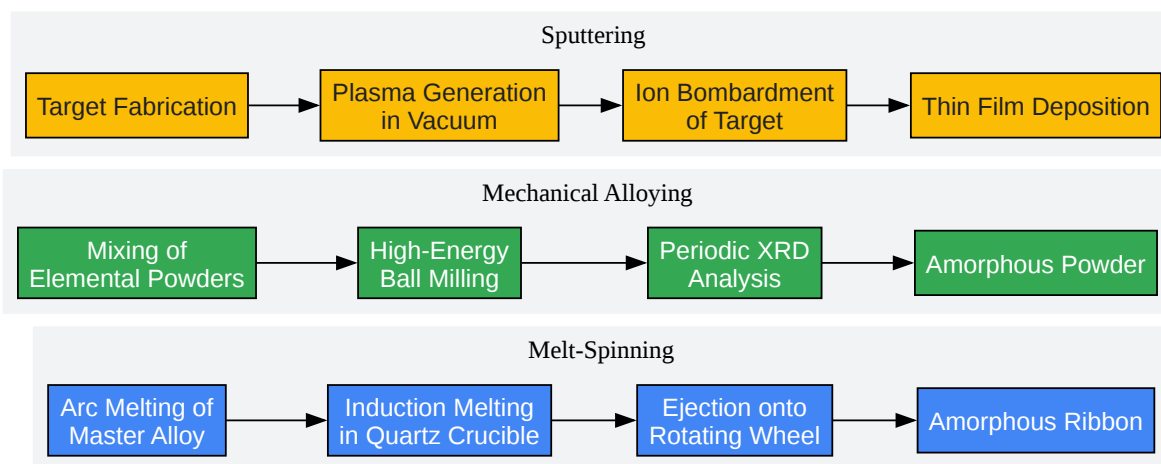 Sputtering
Target Fabrication
Plasma Generation
in Vacuum
Ion Bombardment
of Target
Thin Film Deposition
Mechanical Alloying
Mixing of
Elemental Powders
High-Energy
Ball Milling
Periodic XRD
Analysis
Amorphous Powder
Melt-Spinning
Arc Melting of
Master Alloy
Induction Melting
in Quartz Crucible
Ejection onto
Rotating Wheel
Amorphous Ribbon